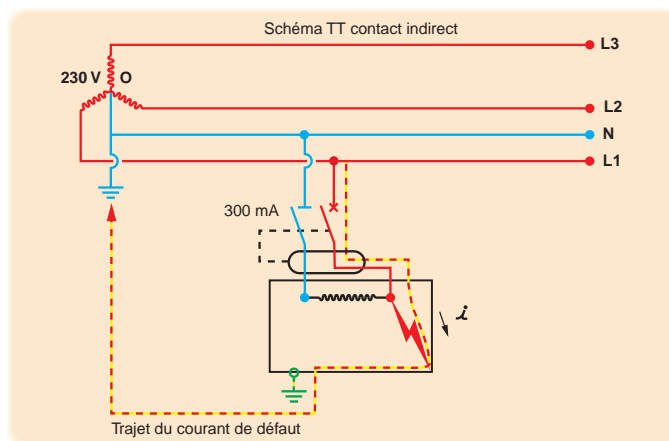 Schéma TT contact indirect
L3
230 V O
L2
N
L1
300 mA
i
Trajet du courant de défaut